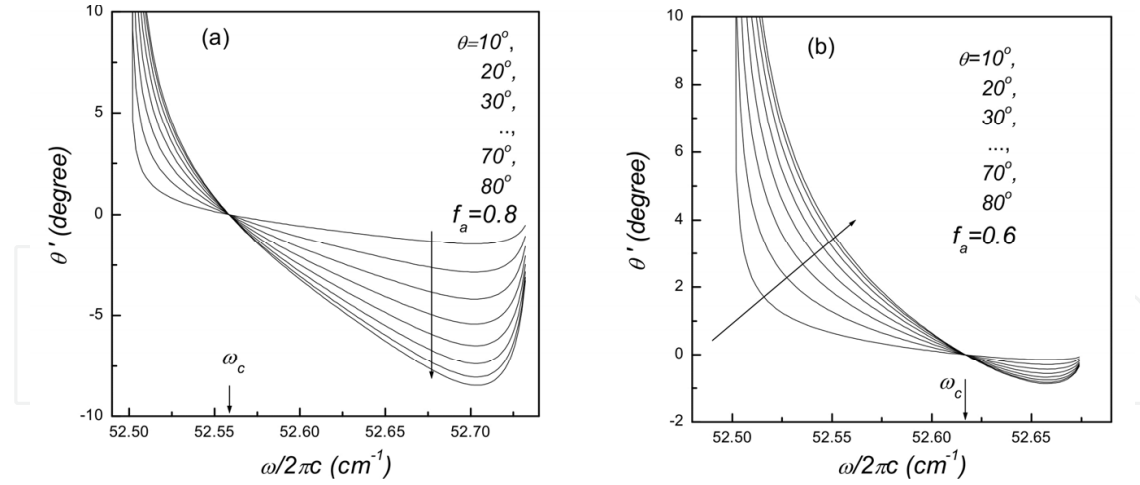 (a)
θ=10°,
20°
30°,
..,
70°,
80°
f_a=0.8
10
5
0
-5
-10
θ ' (degree)
ω_c
52.50
52.55
52.60
52.65
52.70
ω/2πc (cm⁻¹)
(b)
θ=10°,
20°,
30°,
...,
70°,
80°
f_a=0.6
10
8
6
4
2
0
-2
θ ' (degree)
ω_c
52.50
52.55
52.60
52.65
ω/2πc (cm⁻¹)